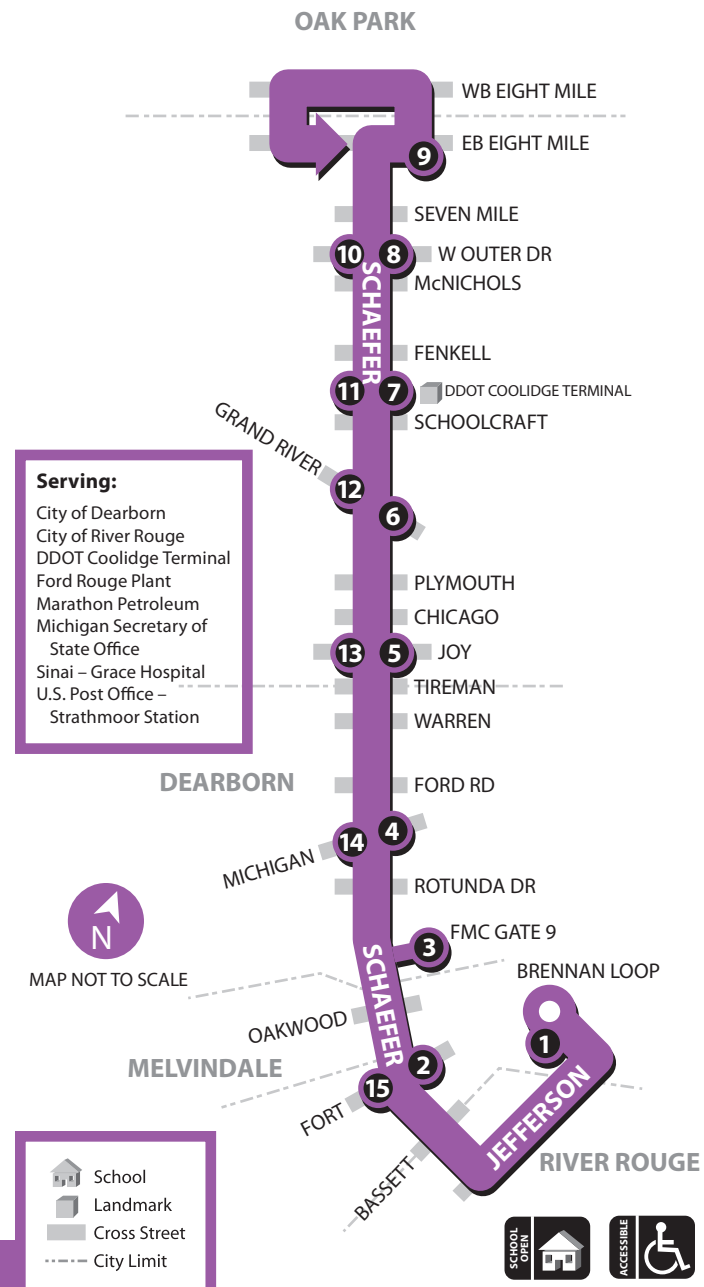 OAK PARK
WB EIGHT MILE
EB EIGHT MILE
9
SEVEN MILE
10
8
W OUTER DR
SCHAEFER
McNICHOLS
FENKELL
11
7
DDOT COOLIDGE TERMINAL
SCHOOLCRAFT
GRAND RIVER
12
6
Serving:
City of Dearborn
City of River Rouge
DDOT Coolidge Terminal
Ford Rouge Plant
Marathon Petroleum
Michigan Secretary of
State Office
Sinai – Grace Hospital
U.S. Post Office –
Strathmoor Station
PLYMOUTH
CHICAGO
13
5
JOY
TIREMAN
WARREN
DEARBORN
FORD RD
4
14
MICHIGAN
ROTUNDA DR
N
MAP NOT TO SCALE
3
FMC GATE 9
SCHAEFER
BRENNAN LOOP
OAKWOOD
1
MELVINDALE
2
15
FORT
JEFFERSON
BASSETT
RIVER ROUGE
School
Landmark
Cross Street
City Limit
SCHOOL
OPEN
ACCESSIBLE